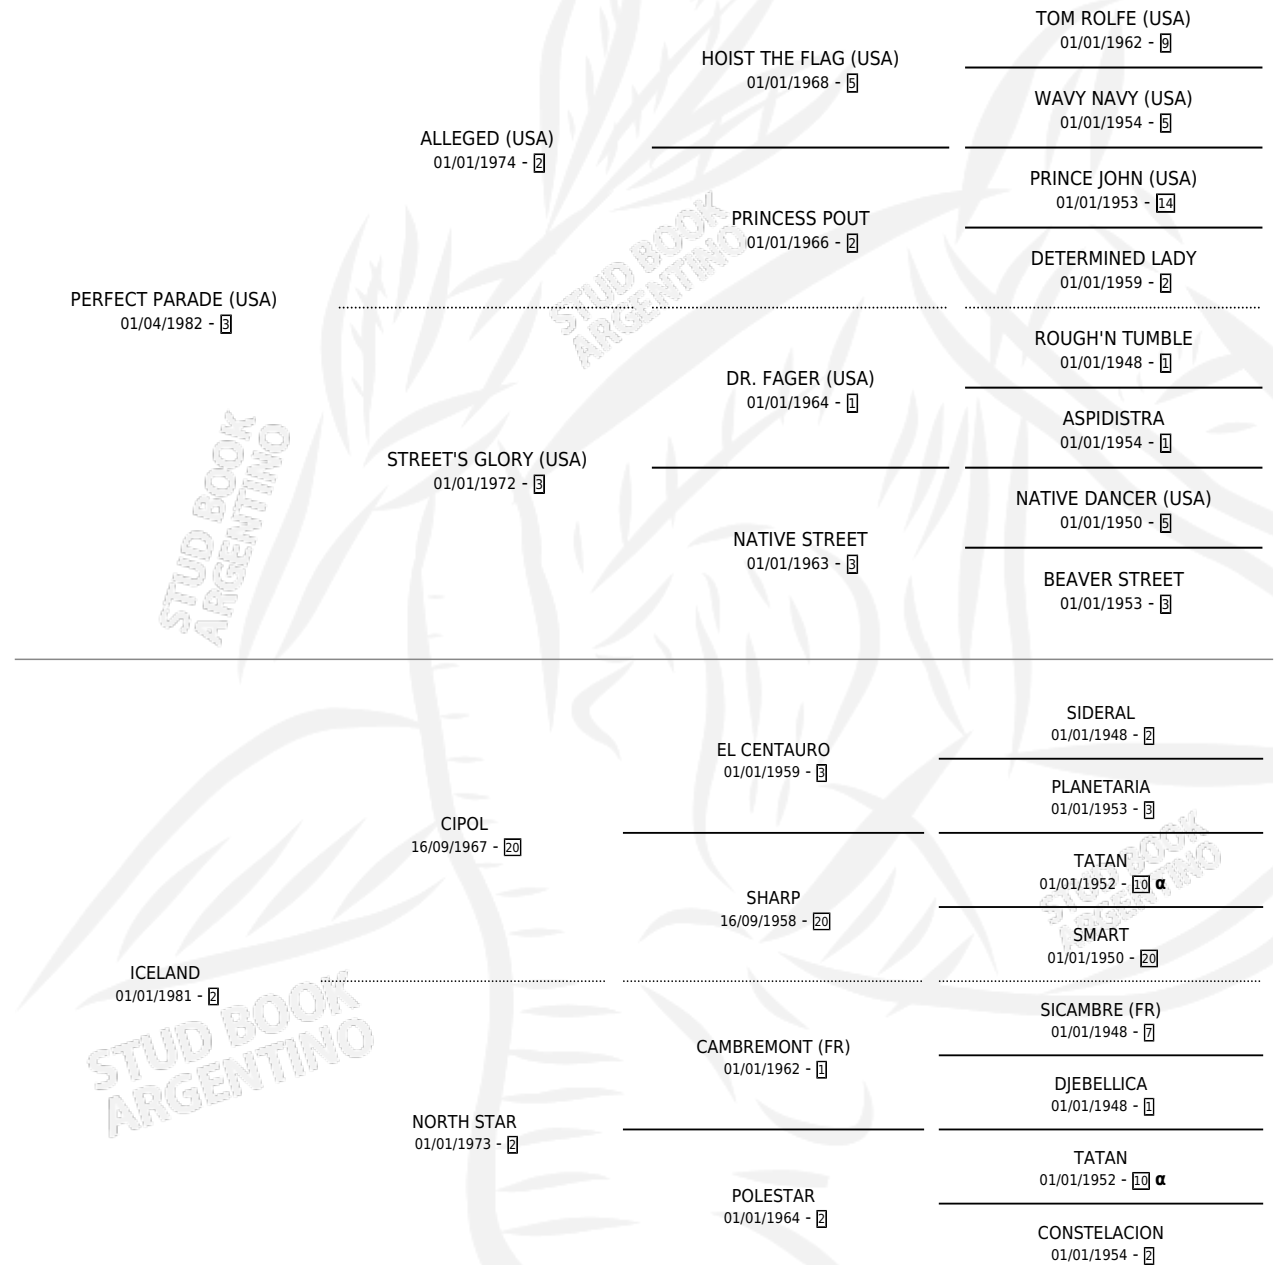 TOM ROLFE (USA)
01/01/1962 - 9
HOIST THE FLAG (USA)
01/01/1968 - 5
WAVY NAVY (USA)
01/01/1954 - 5
ALLEGED (USA)
01/01/1974 - 2
PRINCE JOHN (USA)
01/01/1953 - 14
PRINCESS POUT
01/01/1966 - 2
DETERMINED LADY
01/01/1959 - 2
PERFECT PARADE (USA)
01/04/1982 - 3
ROUGH'N TUMBLE
01/01/1948 - 1
DR. FAGER (USA)
01/01/1964 - 1
ASPIDISTRA
01/01/1954 - 1
STREET'S GLORY (USA)
01/01/1972 - 3
NATIVE DANCER (USA)
01/01/1950 - 5
NATIVE STREET
01/01/1963 - 3
BEAVER STREET
01/01/1953 - 3
SIDERAL
01/01/1948 - 2
EL CENTAURO
01/01/1959 - 3
PLANETARIA
01/01/1953 - 3
CIPOL
16/09/1967 - 20
TATAN
01/01/1952 - 10 α
SHARP
16/09/1958 - 20
SMART
01/01/1950 - 20
ICELAND
01/01/1981 - 2
SICAMBRE (FR)
01/01/1948 - 7
CAMBREMONT (FR)
01/01/1962 - 1
DJEBELLICA
01/01/1948 - 1
NORTH STAR
01/01/1973 - 2
TATAN
01/01/1952 - 10 α
POLESTAR
01/01/1964 - 2
CONSTELACION
01/01/1954 - 2
STUD BOOK
ARGENTINO
STUD BOOK
ARGENTINO
STUD BOOK
ARGENTINO
STUD BOOK
ARGENTINO